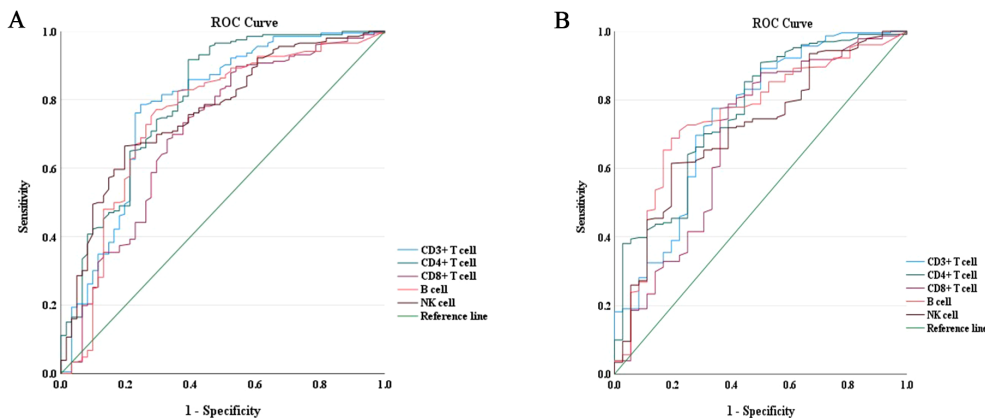 A
ROC Curve
1.0
0.8
0.6
0.4
0.2
0.0
Sensitivity
0.0 0.2 0.4 0.6 0.8 1.0
1 - Specificity
CD3+ T cell
CD4+ T cell
CD8+ T cell
B cell
NK cell
Reference line
B
ROC Curve
1.0
0.8
0.6
0.4
0.2
0.0
Sensitivity
0.0 0.2 0.4 0.6 0.8 1.0
1 - Specificity
CD3+ T cell
CD4+ T cell
CD8+ T cell
B cell
NK cell
Reference line